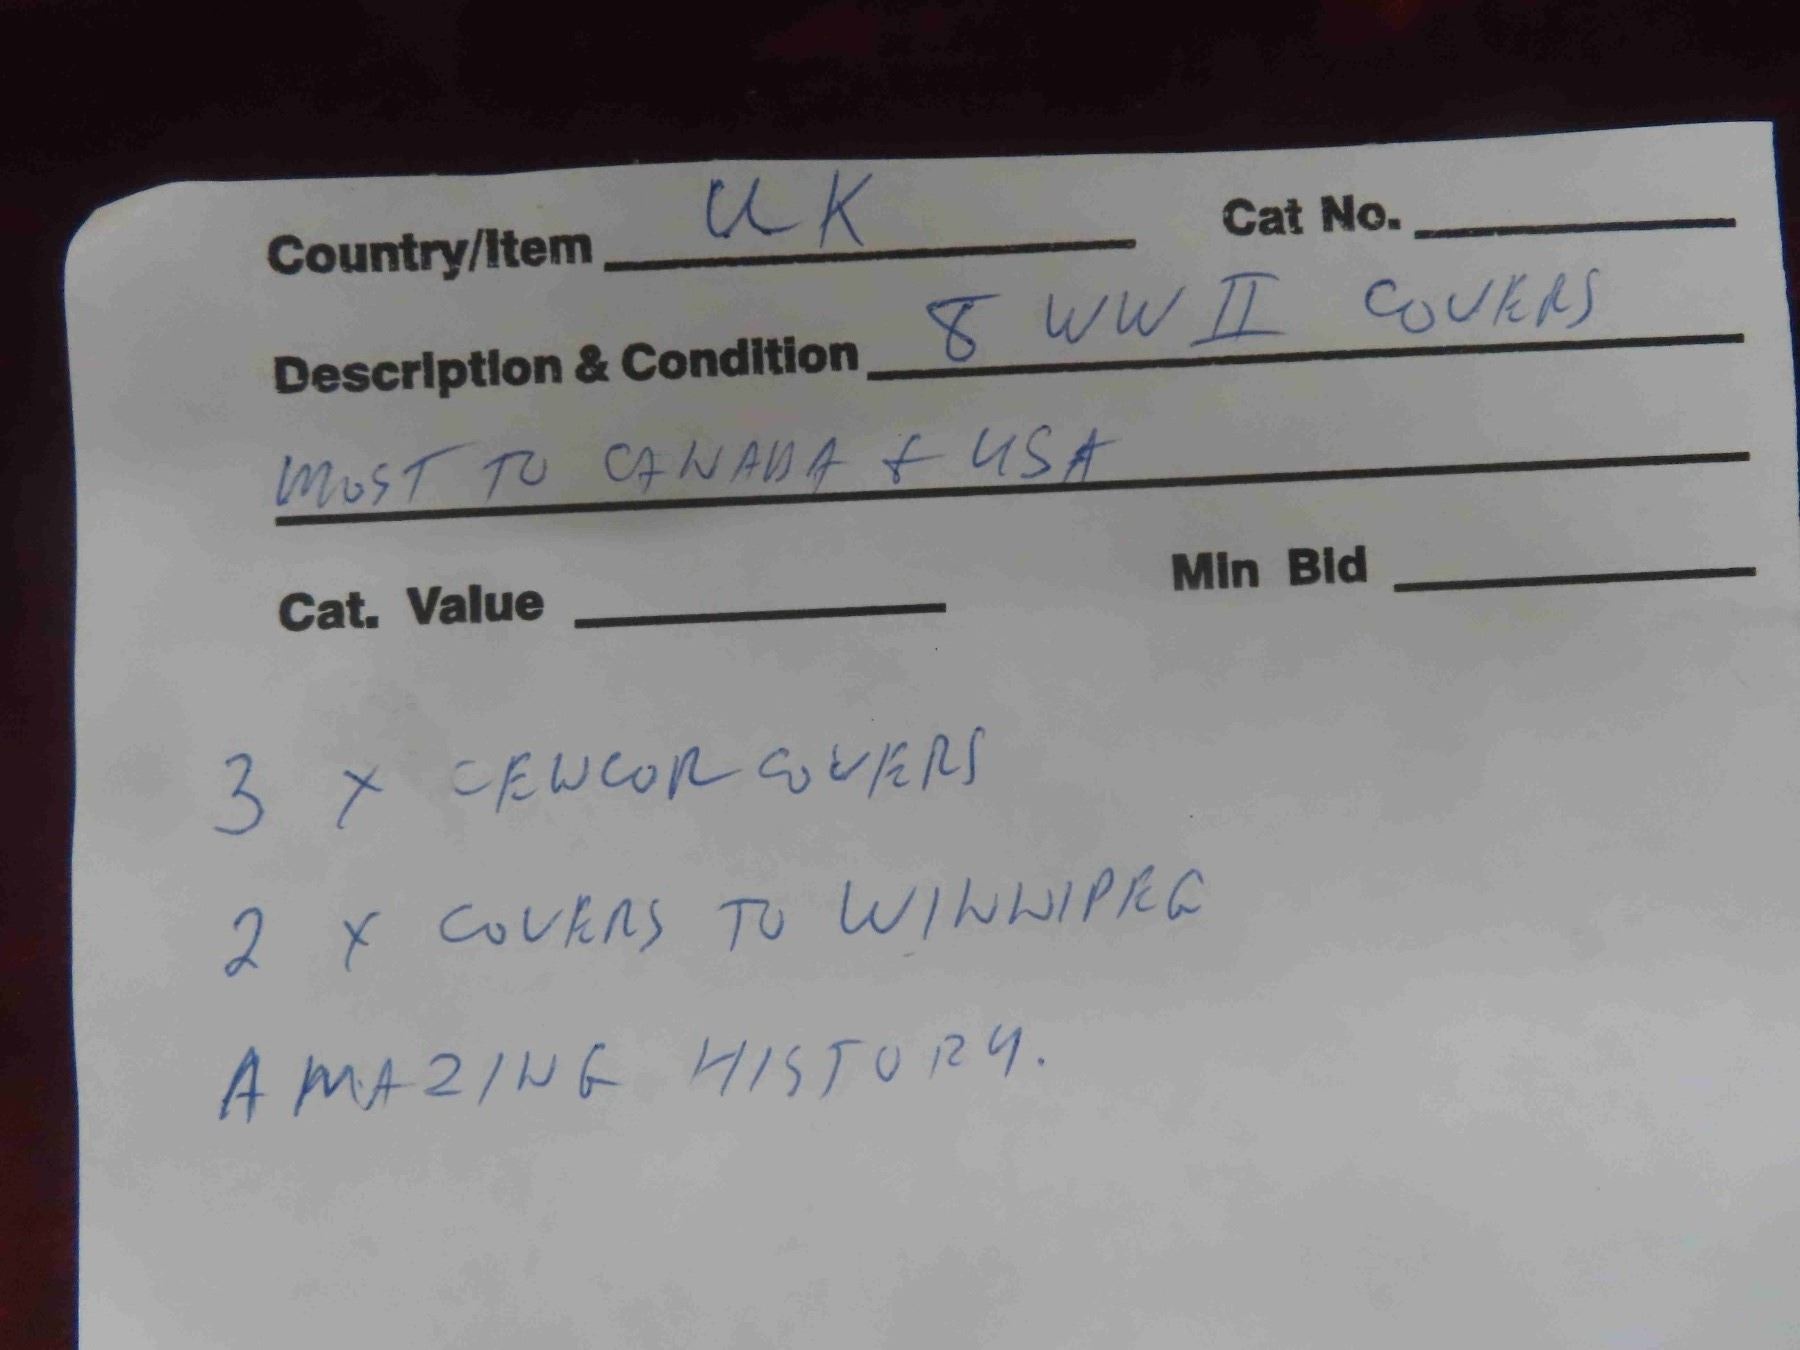 Country/Item UK Cat No.
Description & Condition 8 WW II COVERS
MOST TO CANADA & USA
Cat. Value Min Bid
3 x CENCOR COVERS
2 x COVERS TO WINNIPEG
AMAZING HISTORY.